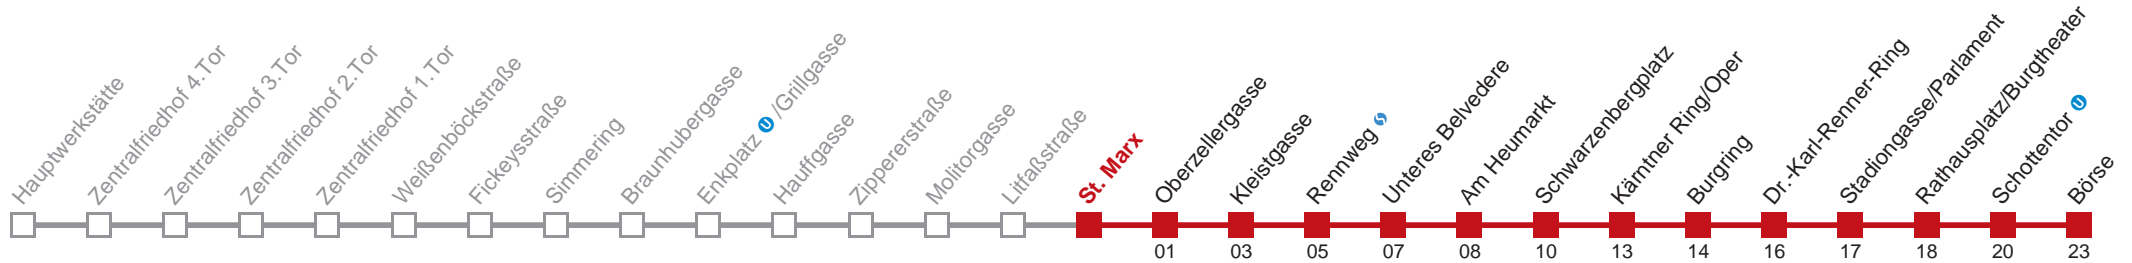 Hauptwerkstätte
Zentralfriedhof 4.Tor
Zentralfriedhof 3.Tor
Zentralfriedhof 2.Tor
Zentralfriedhof 1.Tor
Weißenböckstraße
Fickeysstraße
Simmering
Braunhubergasse
Enkplatz U /Grillgasse
Hauffgasse
Zippererstraße
Molitorgasse
Litfaßstraße
St. Marx
Oberzellergasse
Kleistgasse
Rennweg S
Unteres Belvedere
Am Heumarkt
Schwarzenbergplatz
Kärntner Ring/Oper
Burgring
Dr.-Karl-Renner-Ring
Stadiongasse/Parlament
Rathausplatz/Burgtheater
Schottentor U
Börse
01 03 05 07 08 10 13 14 16 17 18 20 23